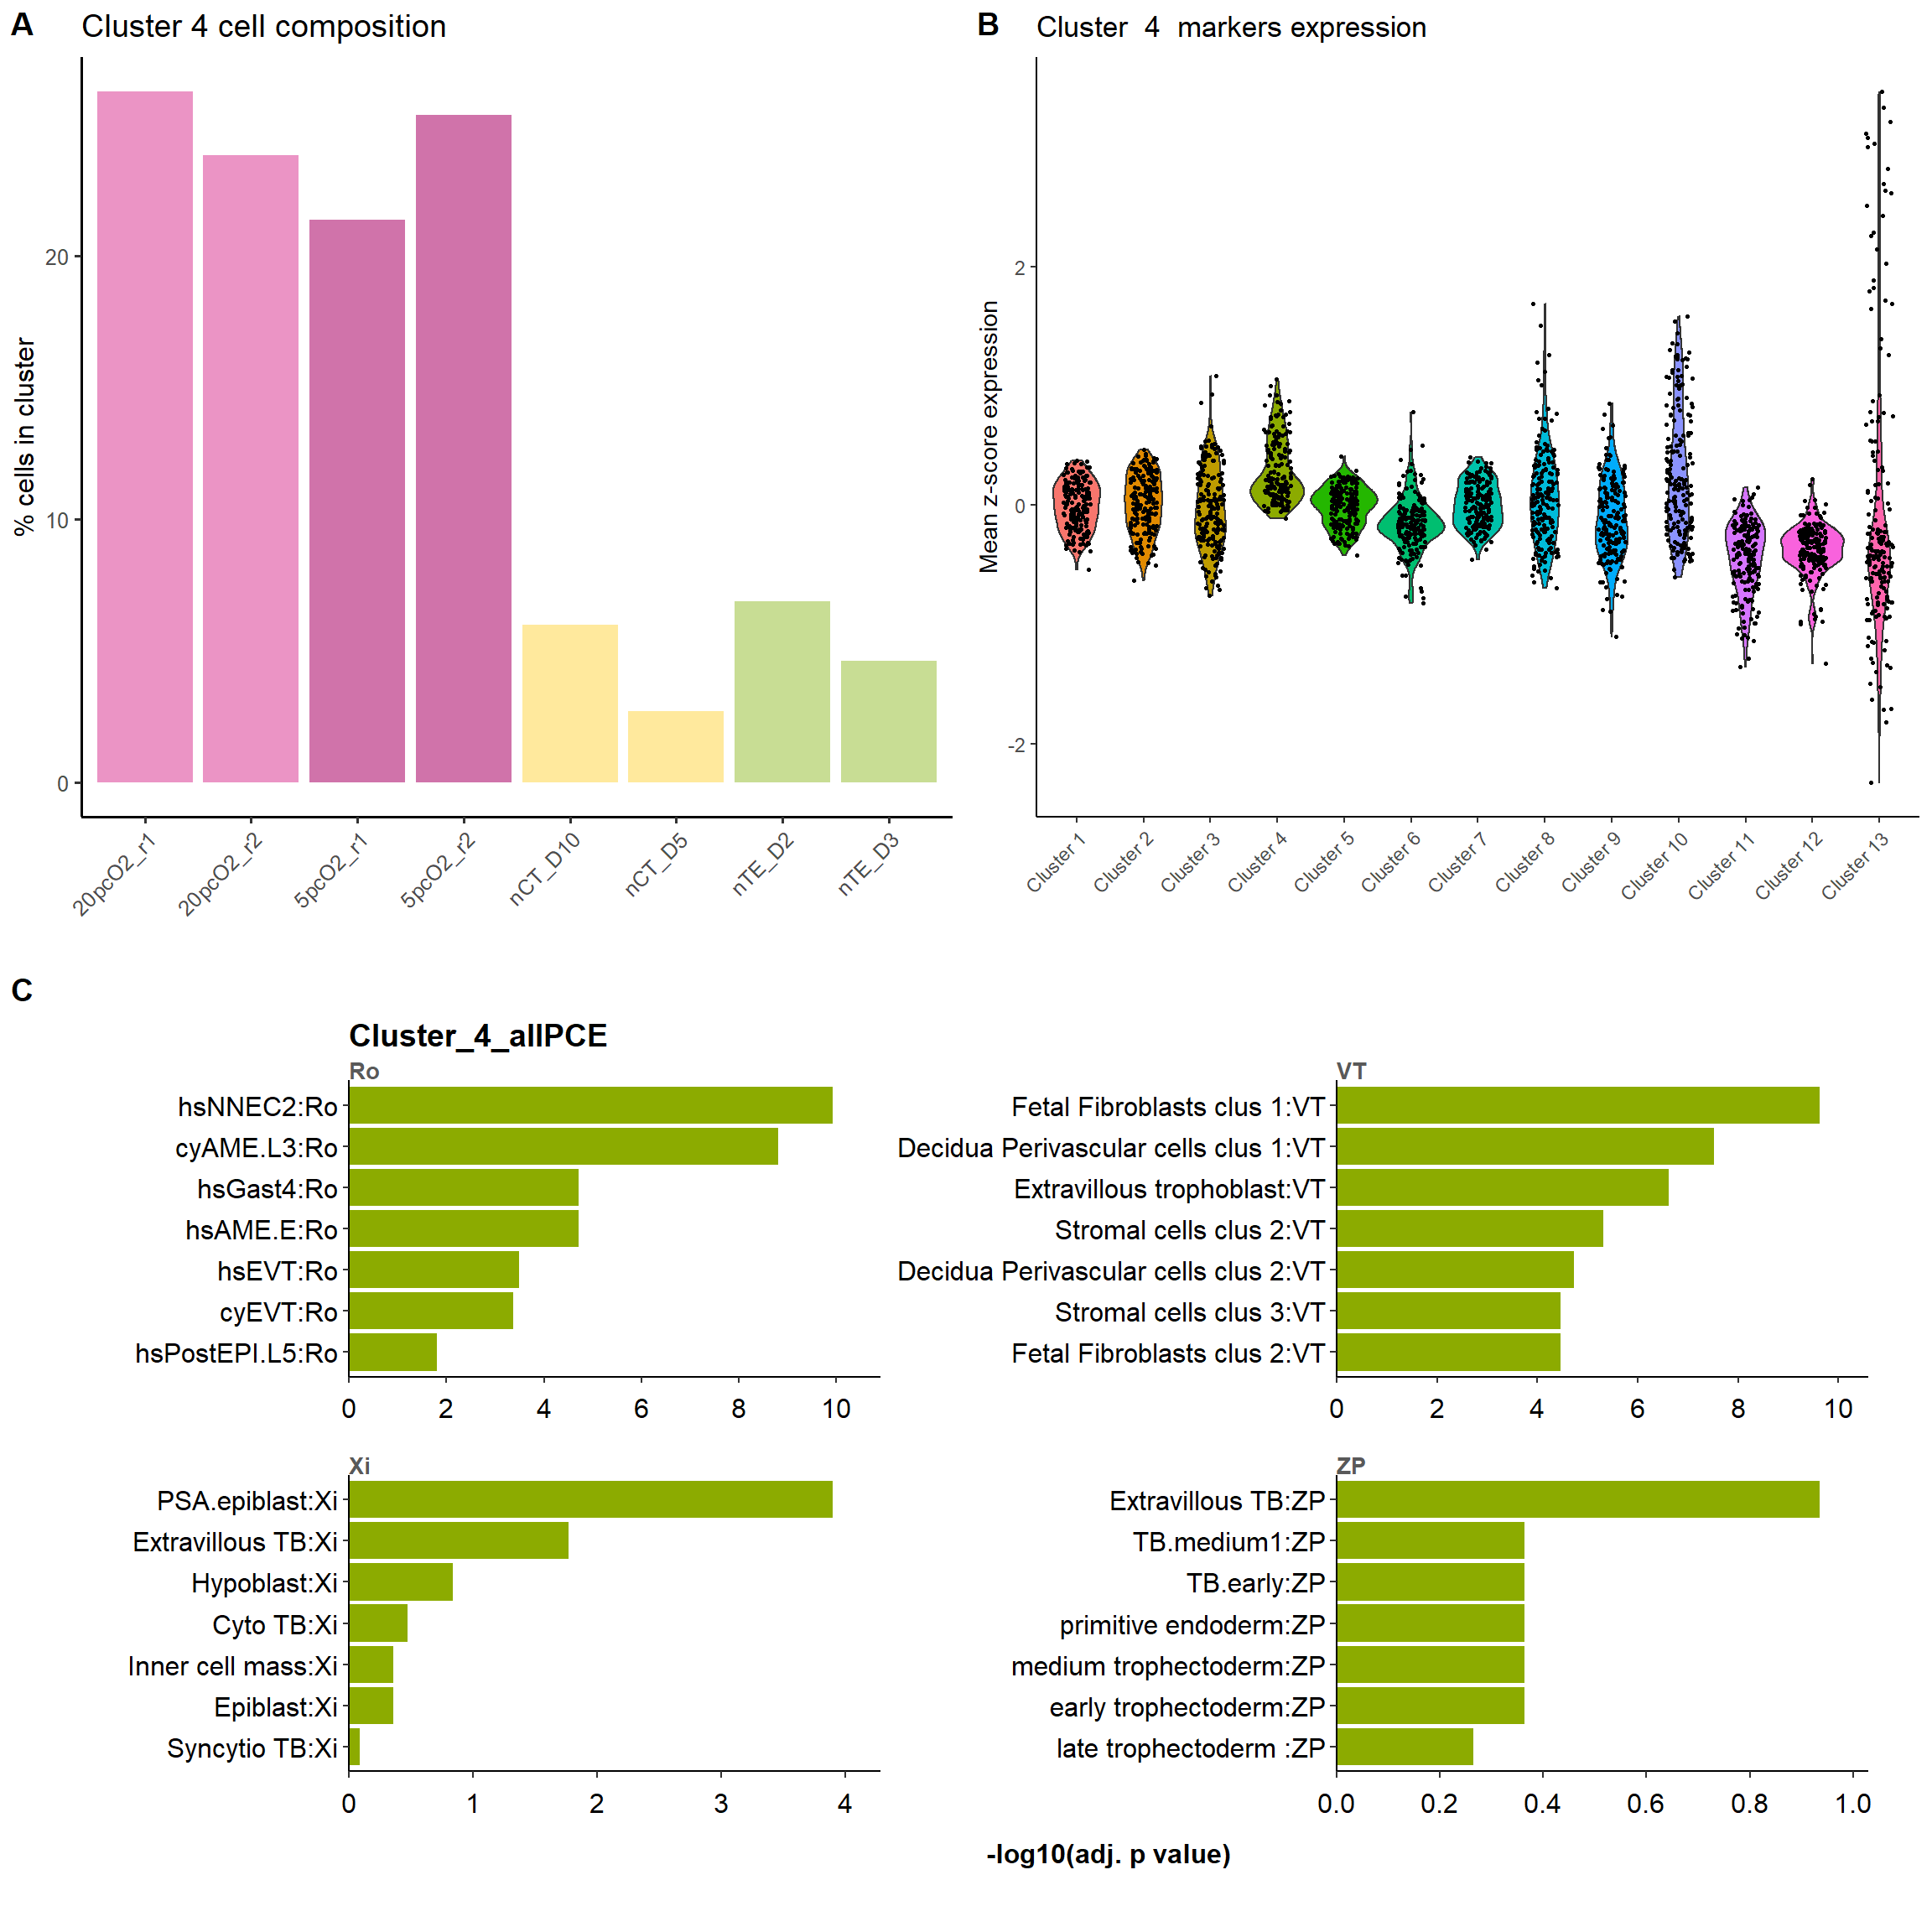 A Cluster 4 cell composition
% cells in cluster
20
10
0
20pcO2_r1
20pcO2_r2
5pcO2_r1
5pcO2_r2
nCT_D10
nCT_D5
nTE_D2
nTE_D3
B Cluster 4 markers expression
Mean z-score expression
2
0
-2
Cluster 1
Cluster 2
Cluster 3
Cluster 4
Cluster 5
Cluster 6
Cluster 7
Cluster 8
Cluster 9
Cluster 10
Cluster 11
Cluster 12
Cluster 13
C
Cluster_4_allPCE
Ro
hsNNEC2:Ro
cyAME.L3:Ro
hsGast4:Ro
hsAME.E:Ro
hsEVT:Ro
cyEVT:Ro
hsPostEPI.L5:Ro
0 2 4 6 8 10
VT
Fetal Fibroblasts clus 1:VT
Decidua Perivascular cells clus 1:VT
Extravillous trophoblast:VT
Stromal cells clus 2:VT
Decidua Perivascular cells clus 2:VT
Stromal cells clus 3:VT
Fetal Fibroblasts clus 2:VT
0 2 4 6 8 10
Xi
PSA.epiblast:Xi
Extravillous TB:Xi
Hypoblast:Xi
Cyto TB:Xi
Inner cell mass:Xi
Epiblast:Xi
Syncytio TB:Xi
0 1 2 3 4
ZP
Extravillous TB:ZP
TB.medium1:ZP
TB.early:ZP
primitive endoderm:ZP
medium trophectoderm:ZP
early trophectoderm:ZP
late trophectoderm :ZP
0.0 0.2 0.4 0.6 0.8 1.0
-log10(adj. p value)